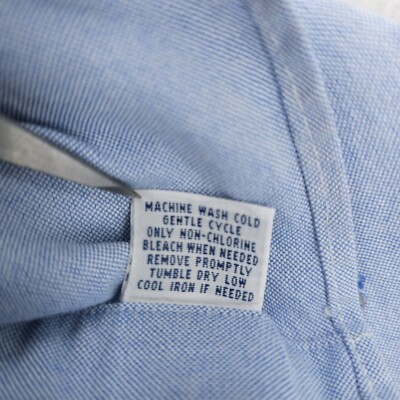 MACHINE WASH COLD
GENTLE CYCLE
ONLY NON-CHLORINE
BLEACH WHEN NEEDED
REMOVE PROMPTLY
TUMBLE DRY LOW
COOL IRON IF NEEDED